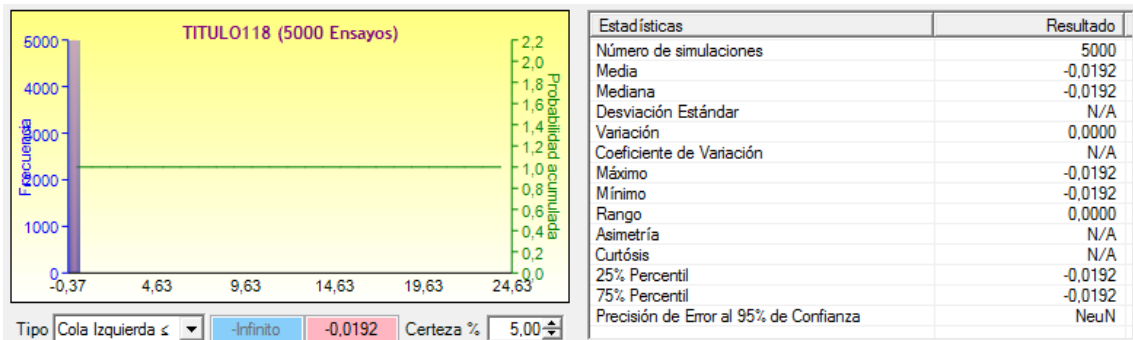 TITULO118 (5000 Ensayos)
5000
4000
3000
2000
1000
0
Frecuencia
2,2
2,0
1,8
1,6
1,4
1,2
1,0
0,8
0,6
0,4
0,2
0,0
Probabilidad acumulada
-0,37 4,63 9,63 14,63 19,63 24,63
Tipo Cola Izquierda ≤ -Infinito -0,0192 Certeza % 5,00
Estadísticas Resultado
Número de simulaciones 5000
Media -0,0192
Mediana -0,0192
Desviación Estándar N/A
Variación 0,0000
Coeficiente de Variación N/A
Máximo -0,0192
Mínimo -0,0192
Rango 0,0000
Asimetría N/A
Curtósis N/A
25% Percentil -0,0192
75% Percentil -0,0192
Precisión de Error al 95% de Confianza NeuN